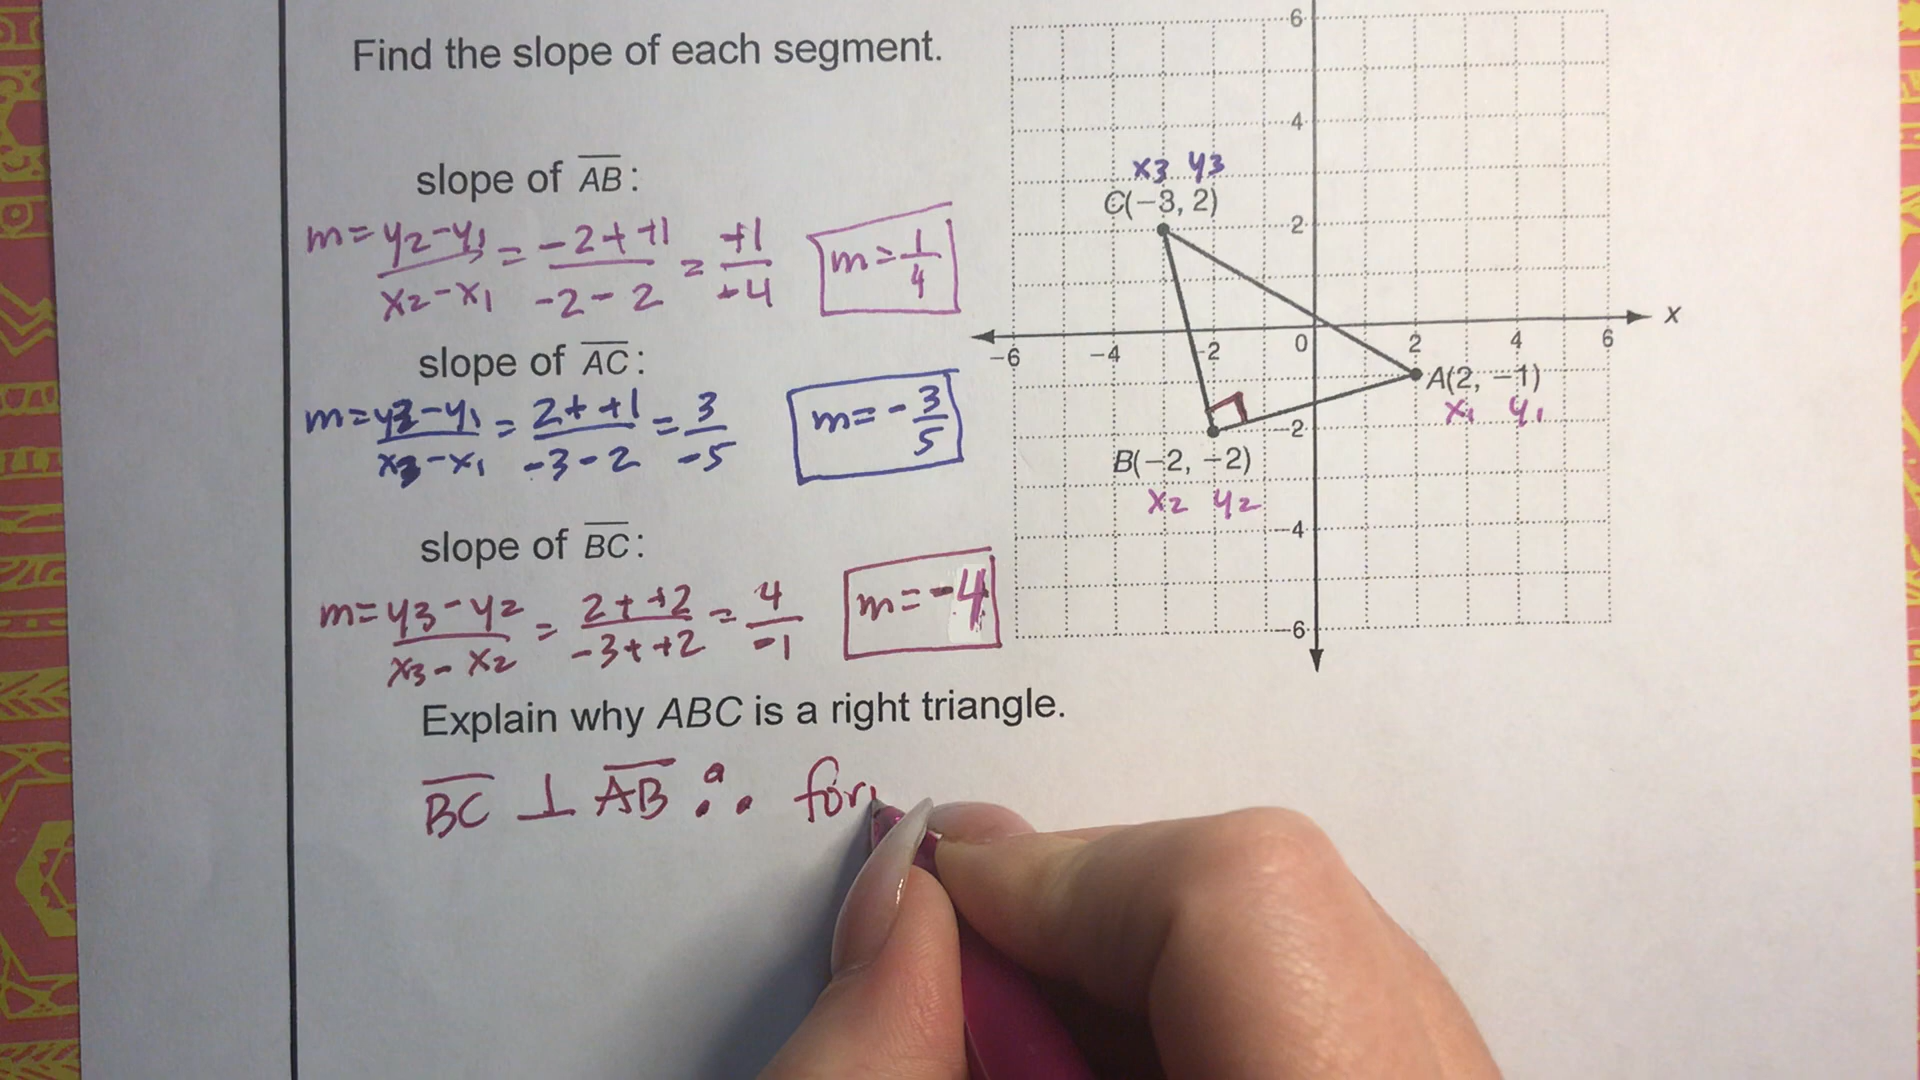 Find the slope of each segment.
slope of AB:
m = y2 - y1 / x2 - x1 = -2 + +1 / -2 - 2 = +1 / +4
m = 1/4
slope of AC:
m = y3 - y1 / x3 - x1 = 2 + +1 / -3 - 2 = 3 / -5
m = - 3/5
slope of BC:
m = y3 - y2 / x3 - x2 = 2 + +2 / -3 + +2 = 4 / -1
m = -4
Explain why ABC is a right triangle.
BC ⊥ AB ∴
6
4
x3 y3
C(−3, 2)
2
x
−6 −4 -2 0 2 4 6
A(2, −1)
x1 y1
−2
B(−2, −2)
x2 y2
−4
−6